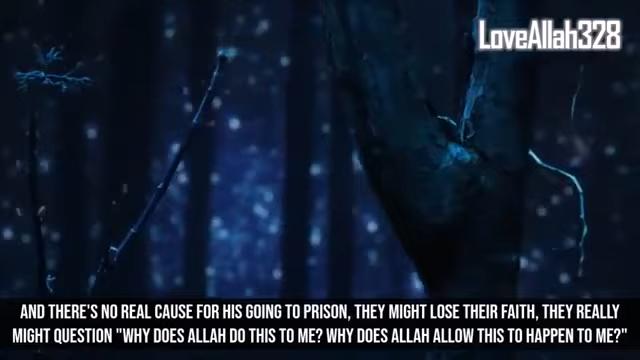 LoveAllah328
AND THERE'S NO REAL CAUSE FOR HIS GOING TO PRISON, THEY MIGHT LOSE THEIR FAITH, THEY REALLY
MIGHT QUESTION "WHY DOES ALLAH DO THIS TO ME? WHY DOES ALLAH ALLOW THIS TO HAPPEN TO ME?"